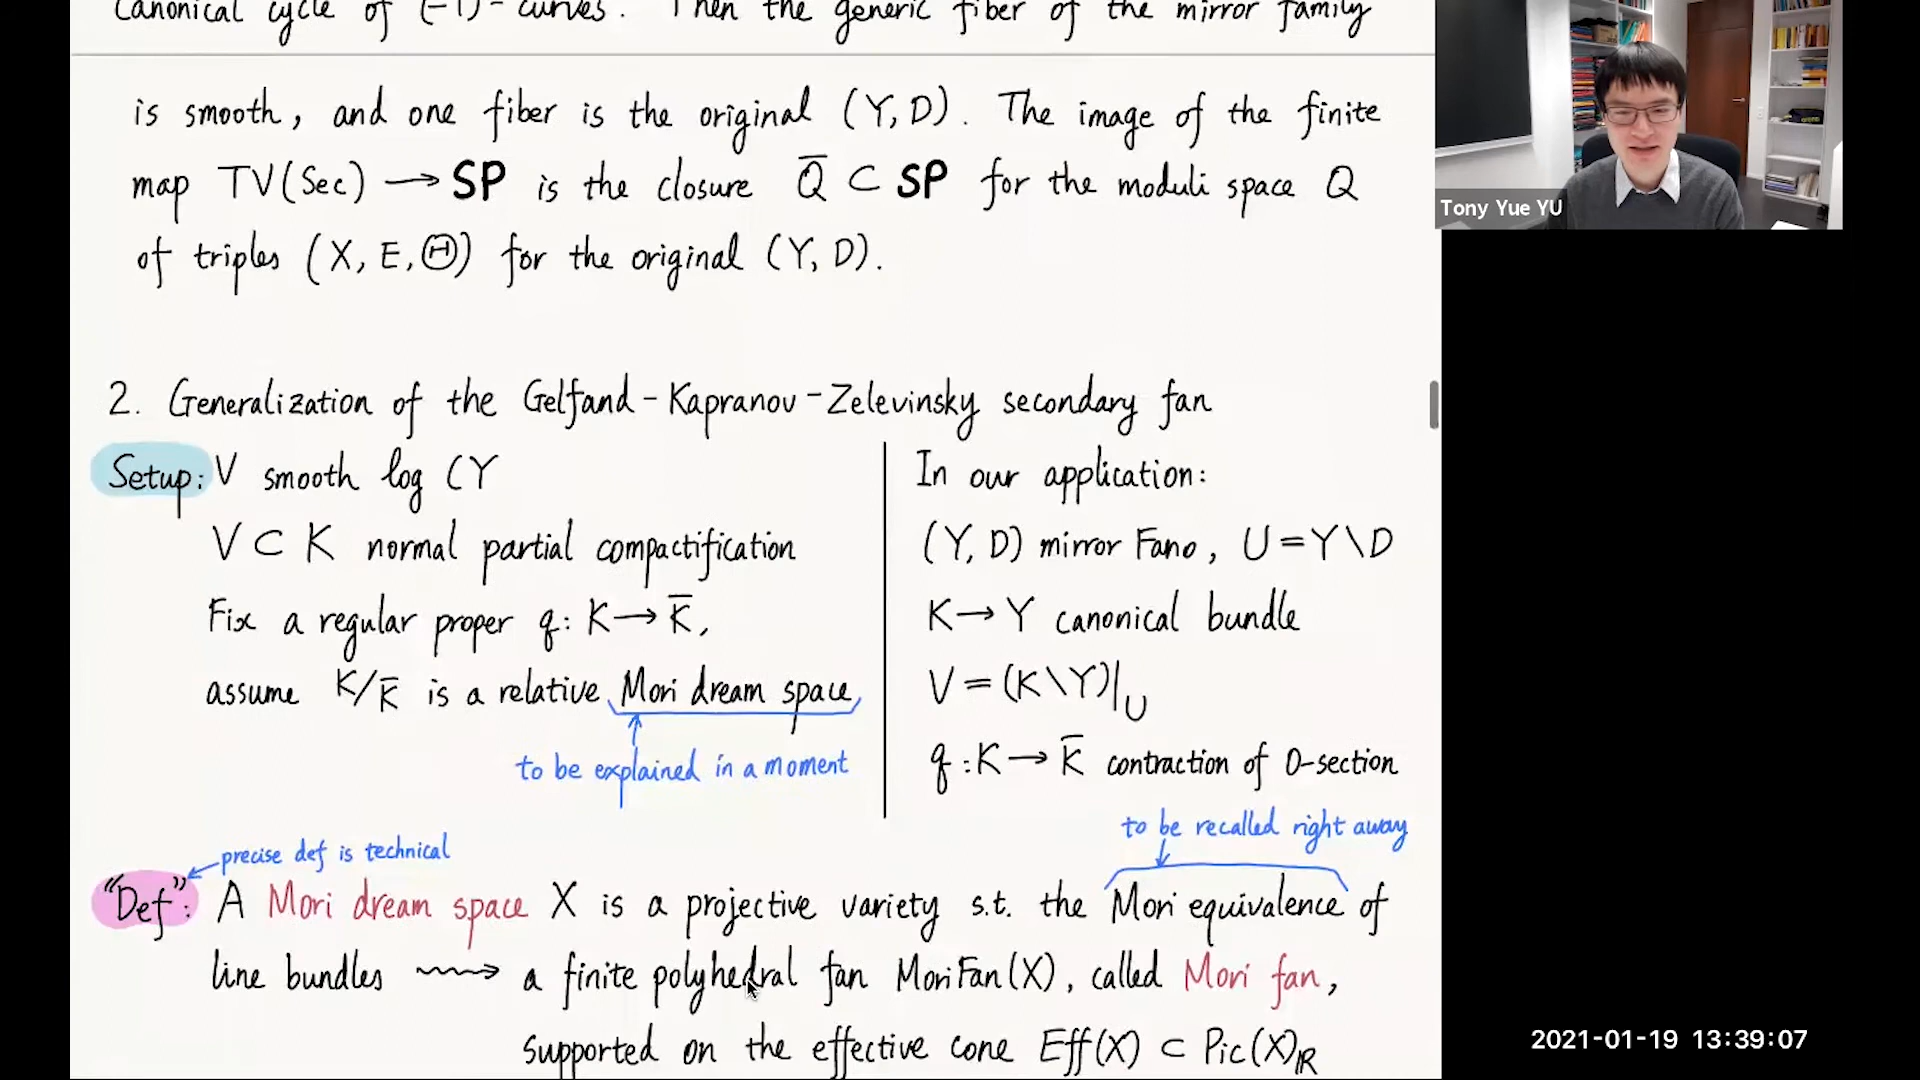 Canonical cycle of (-1)-curves. Then the generic fiber of the mirror family
is smooth, and one fiber is the original (Y, D). The image of the finite
map TV(Sec) → SP is the closure Q̄ ⊂ SP for the moduli space Q
of triples (X, E, Ⓗ) for the original (Y, D).
2. Generalization of the Gelfand-Kapranov-Zelevinsky secondary fan
Setup: V smooth log CY
V ⊂ K normal partial compactification
Fix a regular proper q: K → K̄,
assume K/K̄ is a relative Mori dream space
to be explained in a moment
In our application:
(Y, D) mirror Fano, U = Y\D
K → Y canonical bundle
V = (K\Y)|U
q: K → K̄ contraction of 0-section
to be recalled right away
precise def is technical
"Def": A Mori dream space X is a projective variety s.t. the Mori equivalence of
line bundles ⟿ a finite polyhedral fan MoriFan(X), called Mori fan,
supported on the effective cone Eff(X) ⊂ Pic(X)ℝ
Tony Yue YU
2021-01-19 13:39:07